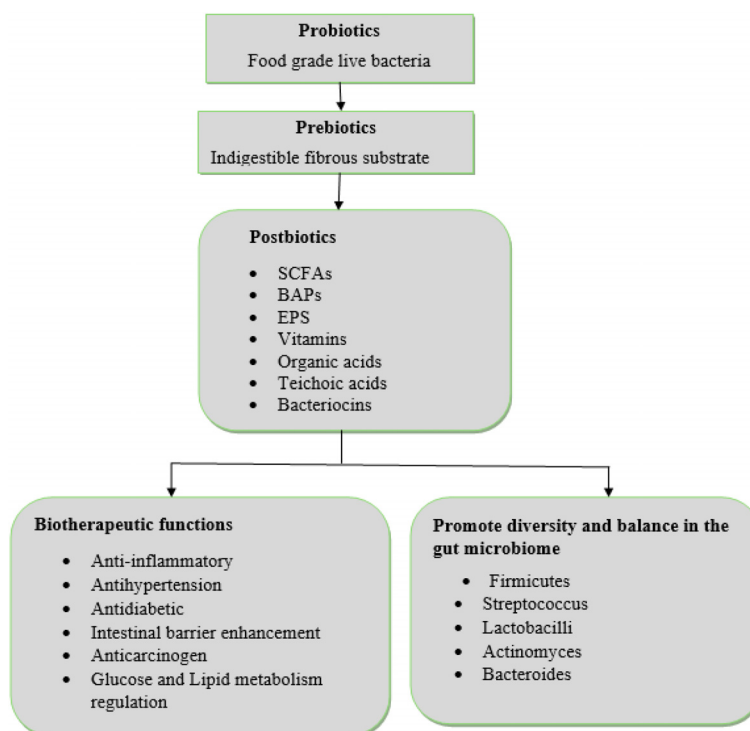 Probiotics
Food grade live bacteria
Prebiotics
Indigestible fibrous substrate
Postbiotics
• SCFAs
• BAPs
• EPS
• Vitamins
• Organic acids
• Teichoic acids
• Bacteriocins
Biotherapeutic functions
• Anti-inflammatory
• Antihypertension
• Antidiabetic
• Intestinal barrier enhancement
• Anticarcinogen
• Glucose and Lipid metabolism
regulation
Promote diversity and balance in the
gut microbiome
• Firmicutes
• Streptococcus
• Lactobacilli
• Actinomyces
• Bacteroides